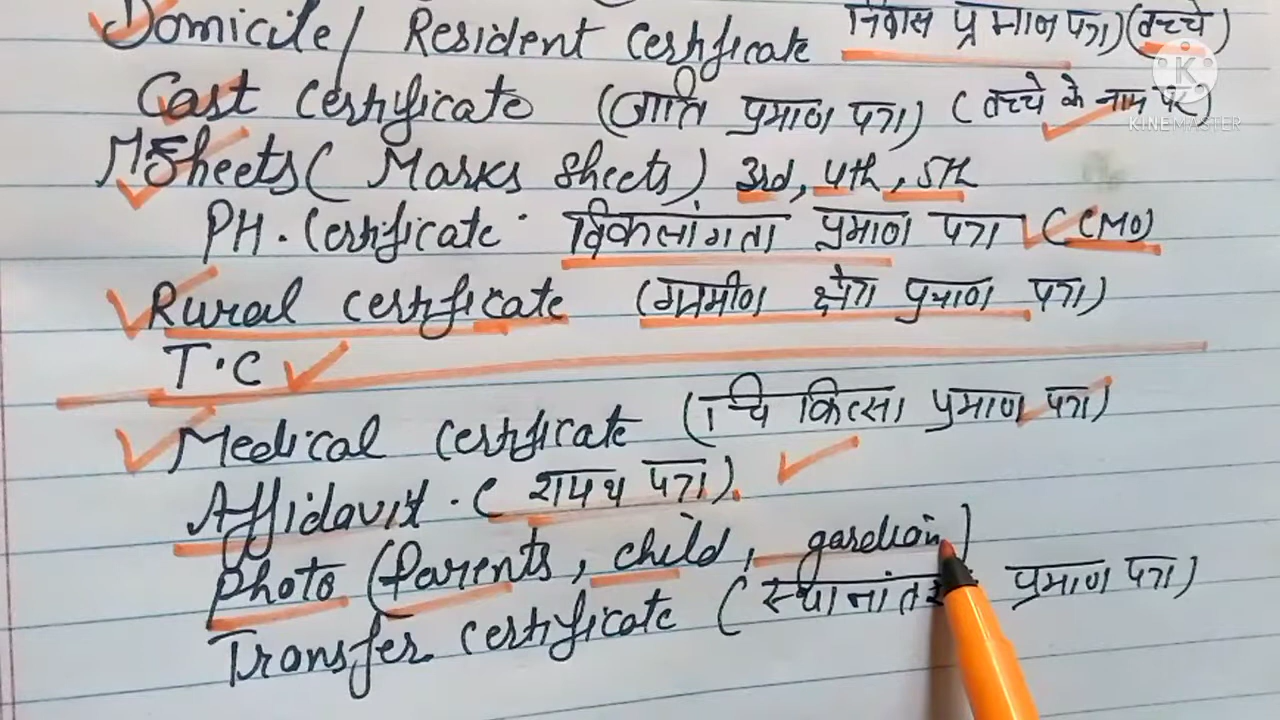 Domicile/ Resident Certificate निवास प्रमाण पत्र)(बच्चे)
Cast Certificate (जाति प्रमाण पत्र) (बच्चे के नाम पर)
KINEMASTER
MSheets( Marks Sheets) 3rd, 4th, 5th
PH. Certificate विकलांगता प्रमाण पत्र (CMO)
Rural certificate (ग्रामीण क्षेत्र प्रमाण पत्र)
T.C
Medical certificate (चिकित्सा प्रमाण पत्र)
Affidavit. (शपथ पत्र).
Photo (Parents, child, gardian)
Transfer certificate (स्थानांतरण प्रमाण पत्र)